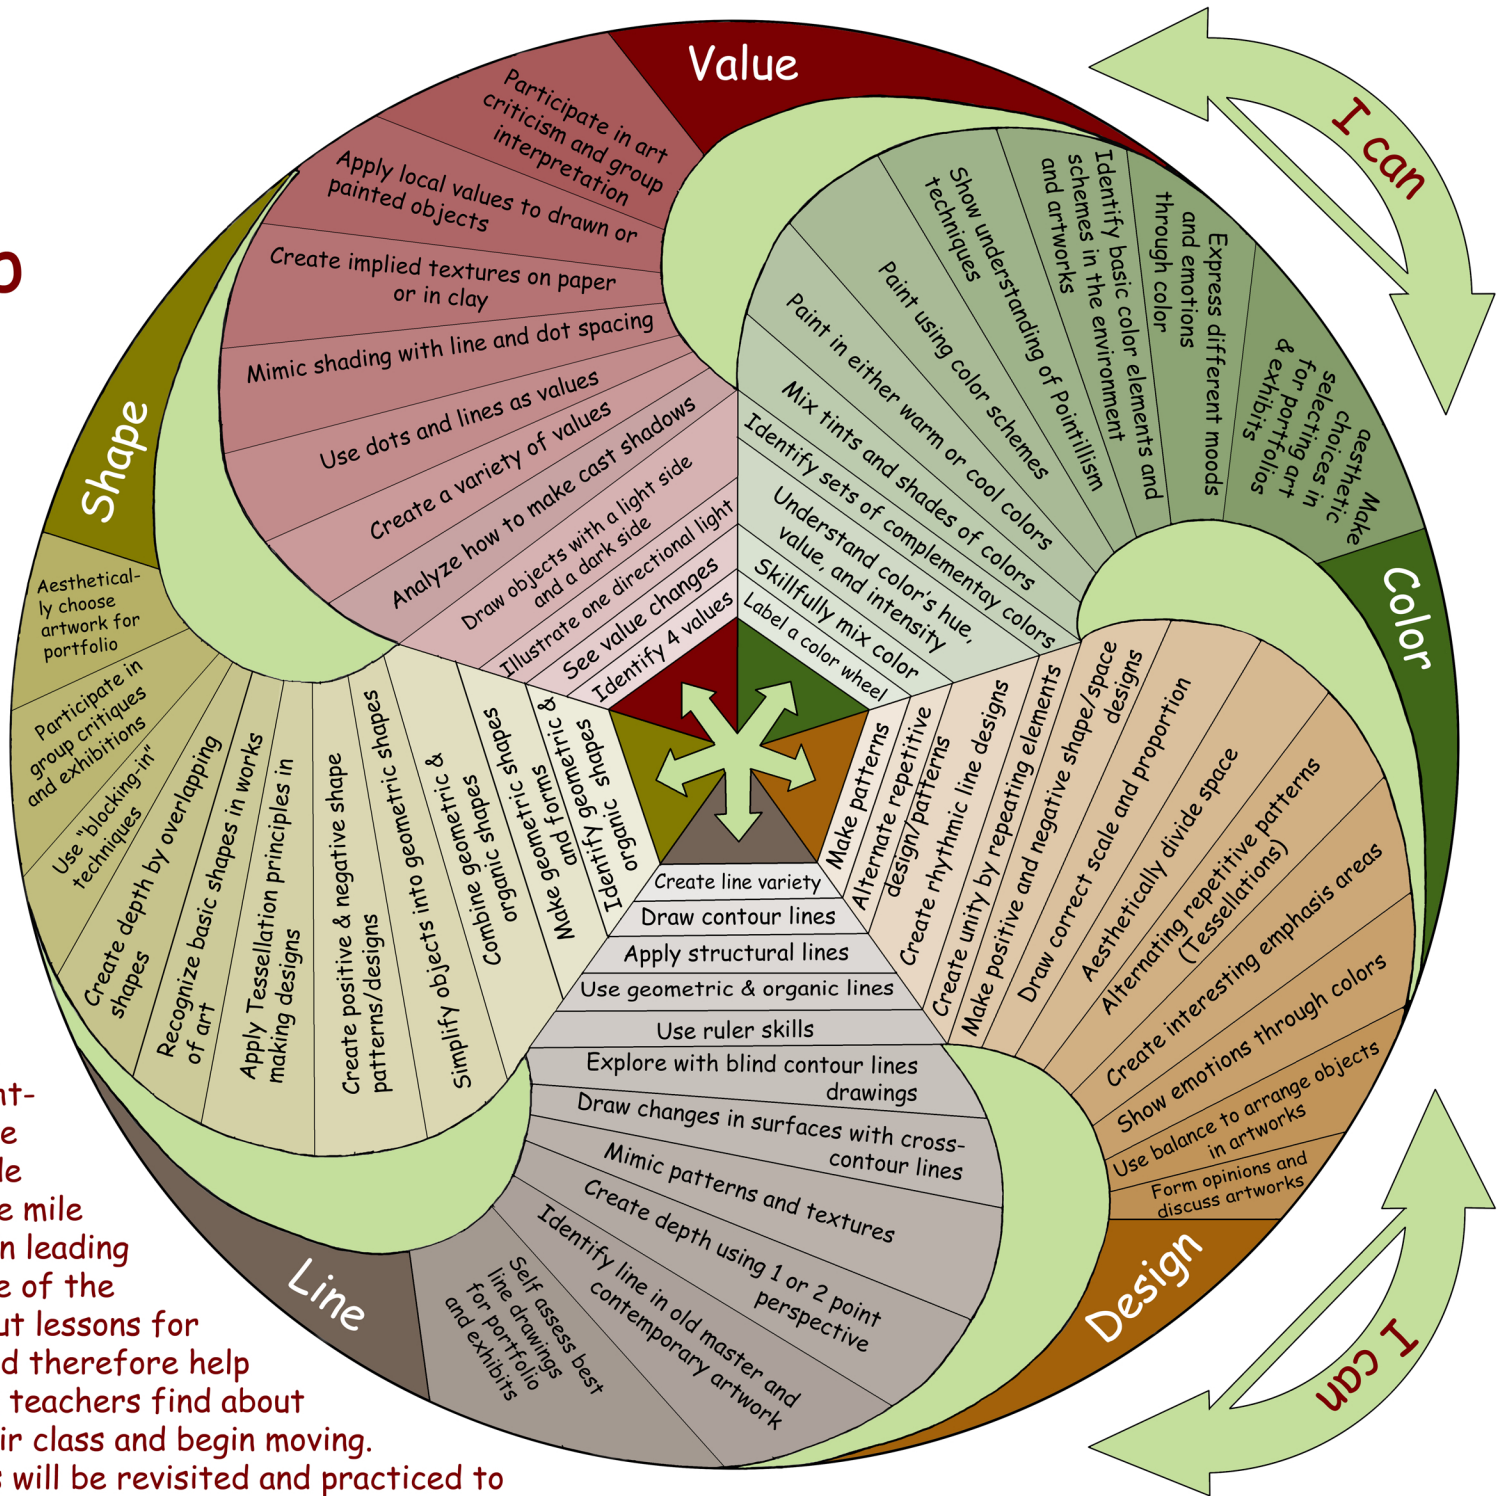 Value
Participate in art
criticism and group
interpretation
Apply local values to drawn or
painted objects
Create implied textures on paper
or in clay
Mimic shading with line and dot spacing
Use dots and lines as values
Create a variety of values
Analyze how to make cast shadows
Draw objects with a light side
and a dark side
Illustrate one directional light
See value changes
Identify 4 values
Color
Make
aesthetic
choices in
selecting art
for portfolios
& exhibits
Express different moods
and emotions
through color
Identify basic color elements and
schemes in the environment
and artworks
Show understanding of Pointillism
techniques
Paint using color schemes
Paint in either warm or cool colors
Mix tints and shades of colors
Identify sets of complementay colors
Understand color's hue,
value, and intensity
Skillfully mix color
Label a color wheel
Design
Make patterns
Alternate repetitive
design/patterns
Create rhythmic line designs
Create unity by repeating elements
Make positive and negative shape/space
designs
Draw correct scale and proportion
Aesthetically divide space
Alternating repetitive patterns
(Tessellations)
Create interesting emphasis areas
Show emotions through colors
Use balance to arrange objects
in artworks
Form opinions and
discuss artworks
Line
Create line variety
Draw contour lines
Apply structural lines
Use geometric & organic lines
Use ruler skills
Explore with blind contour lines
drawings
Draw changes in surfaces with cross-
contour lines
Mimic patterns and textures
Create depth using 1 or 2 point
perspective
Identify line in old master and
contemporary artwork
Self assess best
line drawings
for portfolio
and exhibits
Shape
Aesthetical-
ly choose
artwork for
portfolio
Participate in
group critiques
and exhibitions
Use "blocking-in"
techniques
Create depth by overlapping
shapes
Recognize basic shapes in works
of art
Apply Tessellation principles in
making designs
Create positive & negative shape
patterns/designs
Simplify objects into geometric shapes
Combine geometric &
organic shapes
Make geometric shapes
and forms
Identify geometric &
organic shapes
I can
I can
nt-
e
le
e mile
n leading
e of the
ut lessons for
d therefore help
teachers find about
ir class and begin moving.
s will be revisited and practiced to